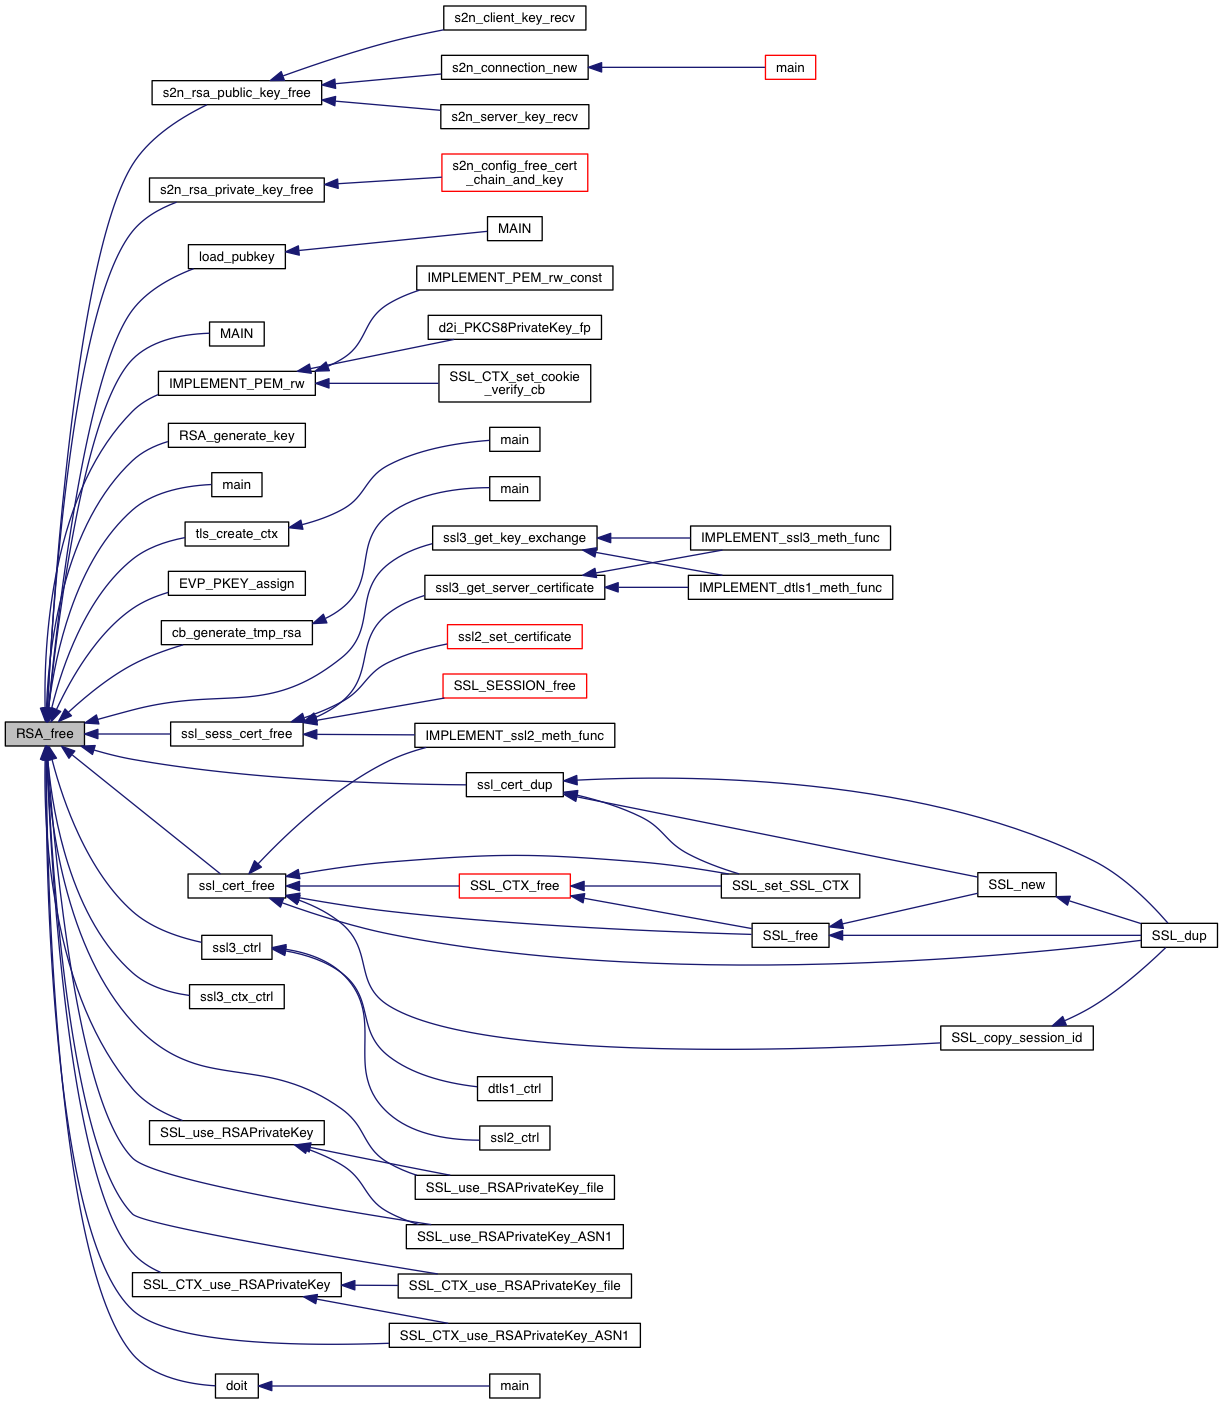 s2n_client_key_recv
s2n_connection_new
main
s2n_rsa_public_key_free
s2n_server_key_recv
s2n_config_free_cert
_chain_and_key
s2n_rsa_private_key_free
MAIN
load_pubkey
IMPLEMENT_PEM_rw_const
d2i_PKCS8PrivateKey_fp
MAIN
SSL_CTX_set_cookie
_verify_cb
IMPLEMENT_PEM_rw
RSA_generate_key
main
main
main
tls_create_ctx
ssl3_get_key_exchange
IMPLEMENT_ssl3_meth_func
EVP_PKEY_assign
ssl3_get_server_certificate
IMPLEMENT_dtls1_meth_func
cb_generate_tmp_rsa
ssl2_set_certificate
SSL_SESSION_free
RSA_free
ssl_sess_cert_free
IMPLEMENT_ssl2_meth_func
ssl_cert_dup
ssl_cert_free
SSL_CTX_free
SSL_set_SSL_CTX
SSL_new
SSL_free
SSL_dup
ssl3_ctrl
ssl3_ctx_ctrl
SSL_copy_session_id
dtls1_ctrl
SSL_use_RSAPrivateKey
ssl2_ctrl
SSL_use_RSAPrivateKey_file
SSL_use_RSAPrivateKey_ASN1
SSL_CTX_use_RSAPrivateKey
SSL_CTX_use_RSAPrivateKey_file
SSL_CTX_use_RSAPrivateKey_ASN1
doit
main